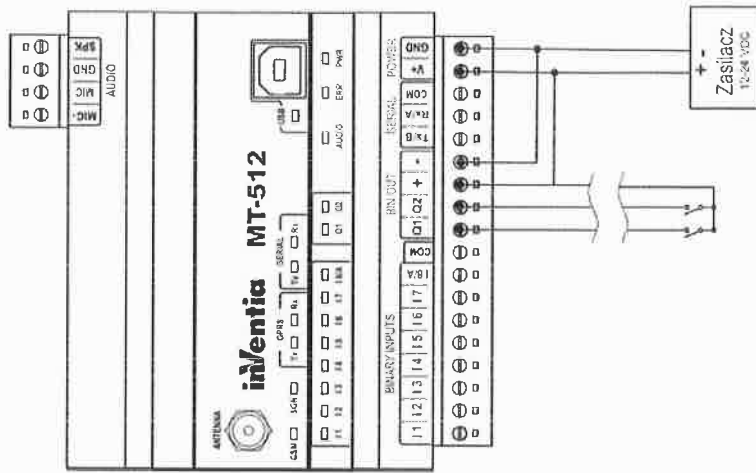 SPK
GND
MIC
MIC-
AUDIO
USB
PWR
ERR
AUDIO
inVentia MT-512
ANTENNA
GSM
SGN
GPRS
Tx
Rx
SERIAL
Tx
Rx
I1
I2
I3
I4
I5
I6
I7
Q1
Q2
BINARY INPUTS
BIN OUT
SERIAL
POWER
I1 I2 I3 I4 I5 I6 I7 I8/A COM Q1 Q2 + - Tx/B Rx/A COM V+ GND
+ -
Zasilacz
12-24 VDC